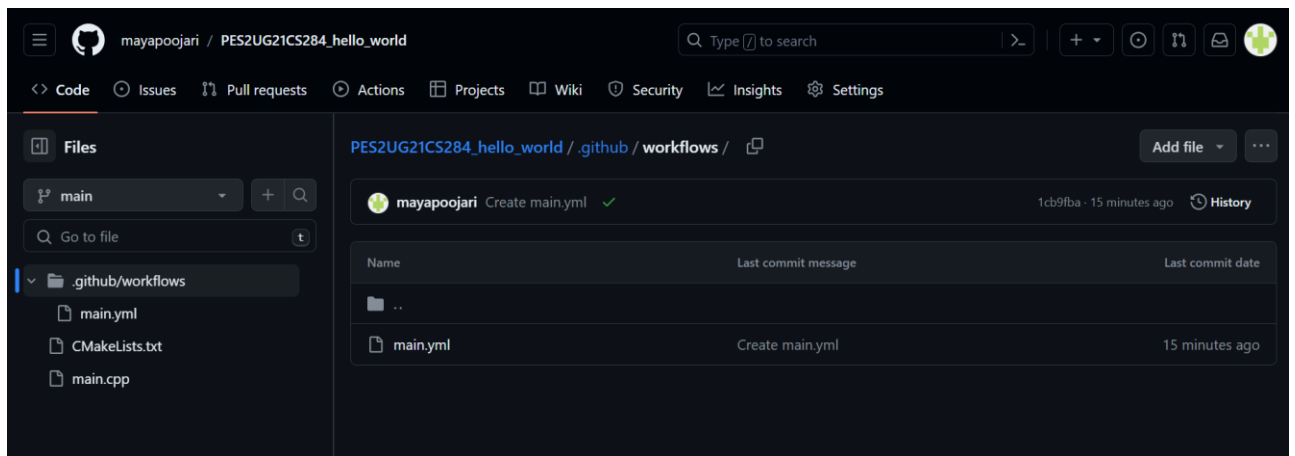 mayapoojari / PES2UG21CS284_hello_world
Type / to search
Code Issues Pull requests Actions Projects Wiki Security Insights Settings
Files
main
Go to file t
.github/workflows
main.yml
CMakeLists.txt
main.cpp
PES2UG21CS284_hello_world / .github / workflows /
Add file
mayapoojari Create main.yml
1cb9fba · 15 minutes ago History
Name Last commit message Last commit date
..
main.yml Create main.yml 15 minutes ago